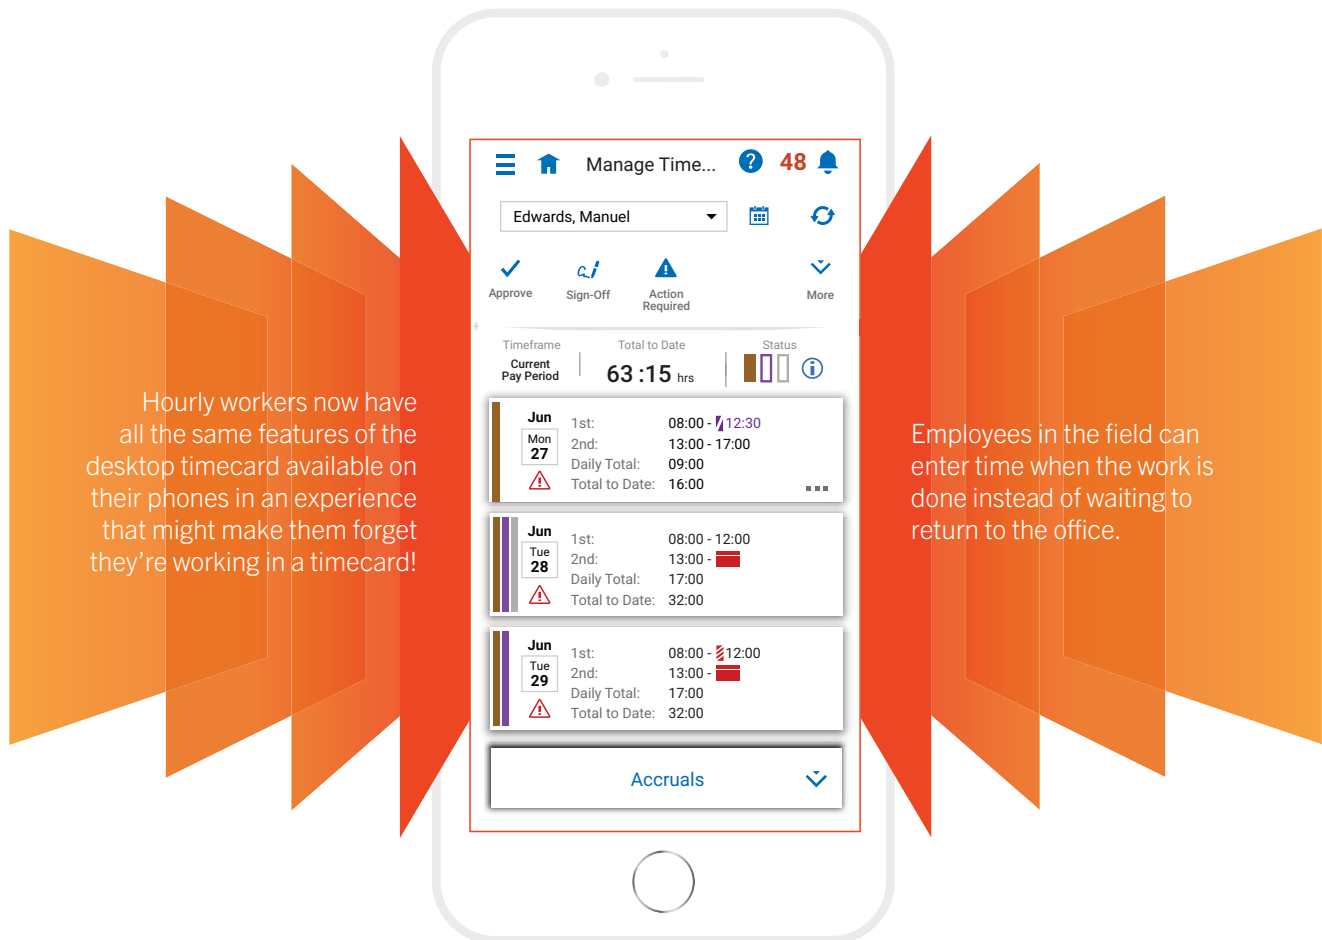 Manage Time...
48
Edwards, Manuel
Approve
Sign-Off
Action
Required
More
Timeframe
Current
Pay Period
Total to Date
63 :15 hrs
Status
Jun
Mon
27
1st: 08:00 - 12:30
2nd: 13:00 - 17:00
Daily Total: 09:00
Total to Date: 16:00
Jun
Tue
28
1st: 08:00 - 12:00
2nd: 13:00 -
Daily Total: 17:00
Total to Date: 32:00
Jun
Tue
29
1st: 08:00 - 12:00
2nd: 13:00 -
Daily Total: 17:00
Total to Date: 32:00
Accruals
Hourly workers now have
all the same features of the
desktop timecard available on
their phones in an experience
that might make them forget
they're working in a timecard!
Employees in the field can
enter time when the work is
done instead of waiting to
return to the office.